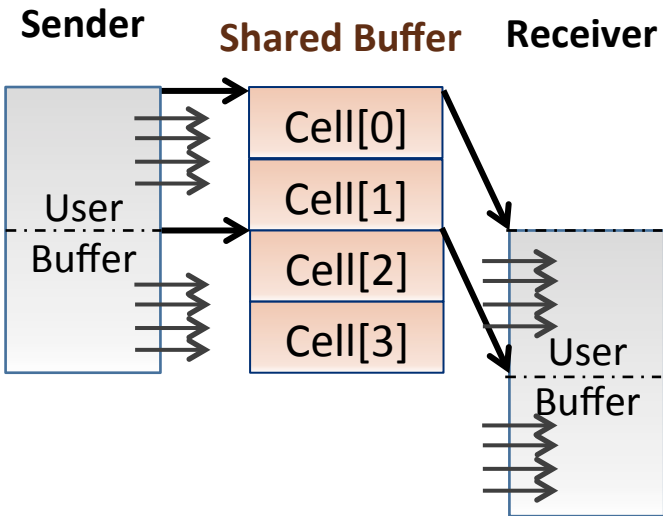 Sender
Shared Buffer
Receiver
User
Buffer
Cell[0]
Cell[1]
Cell[2]
Cell[3]
User
Buffer